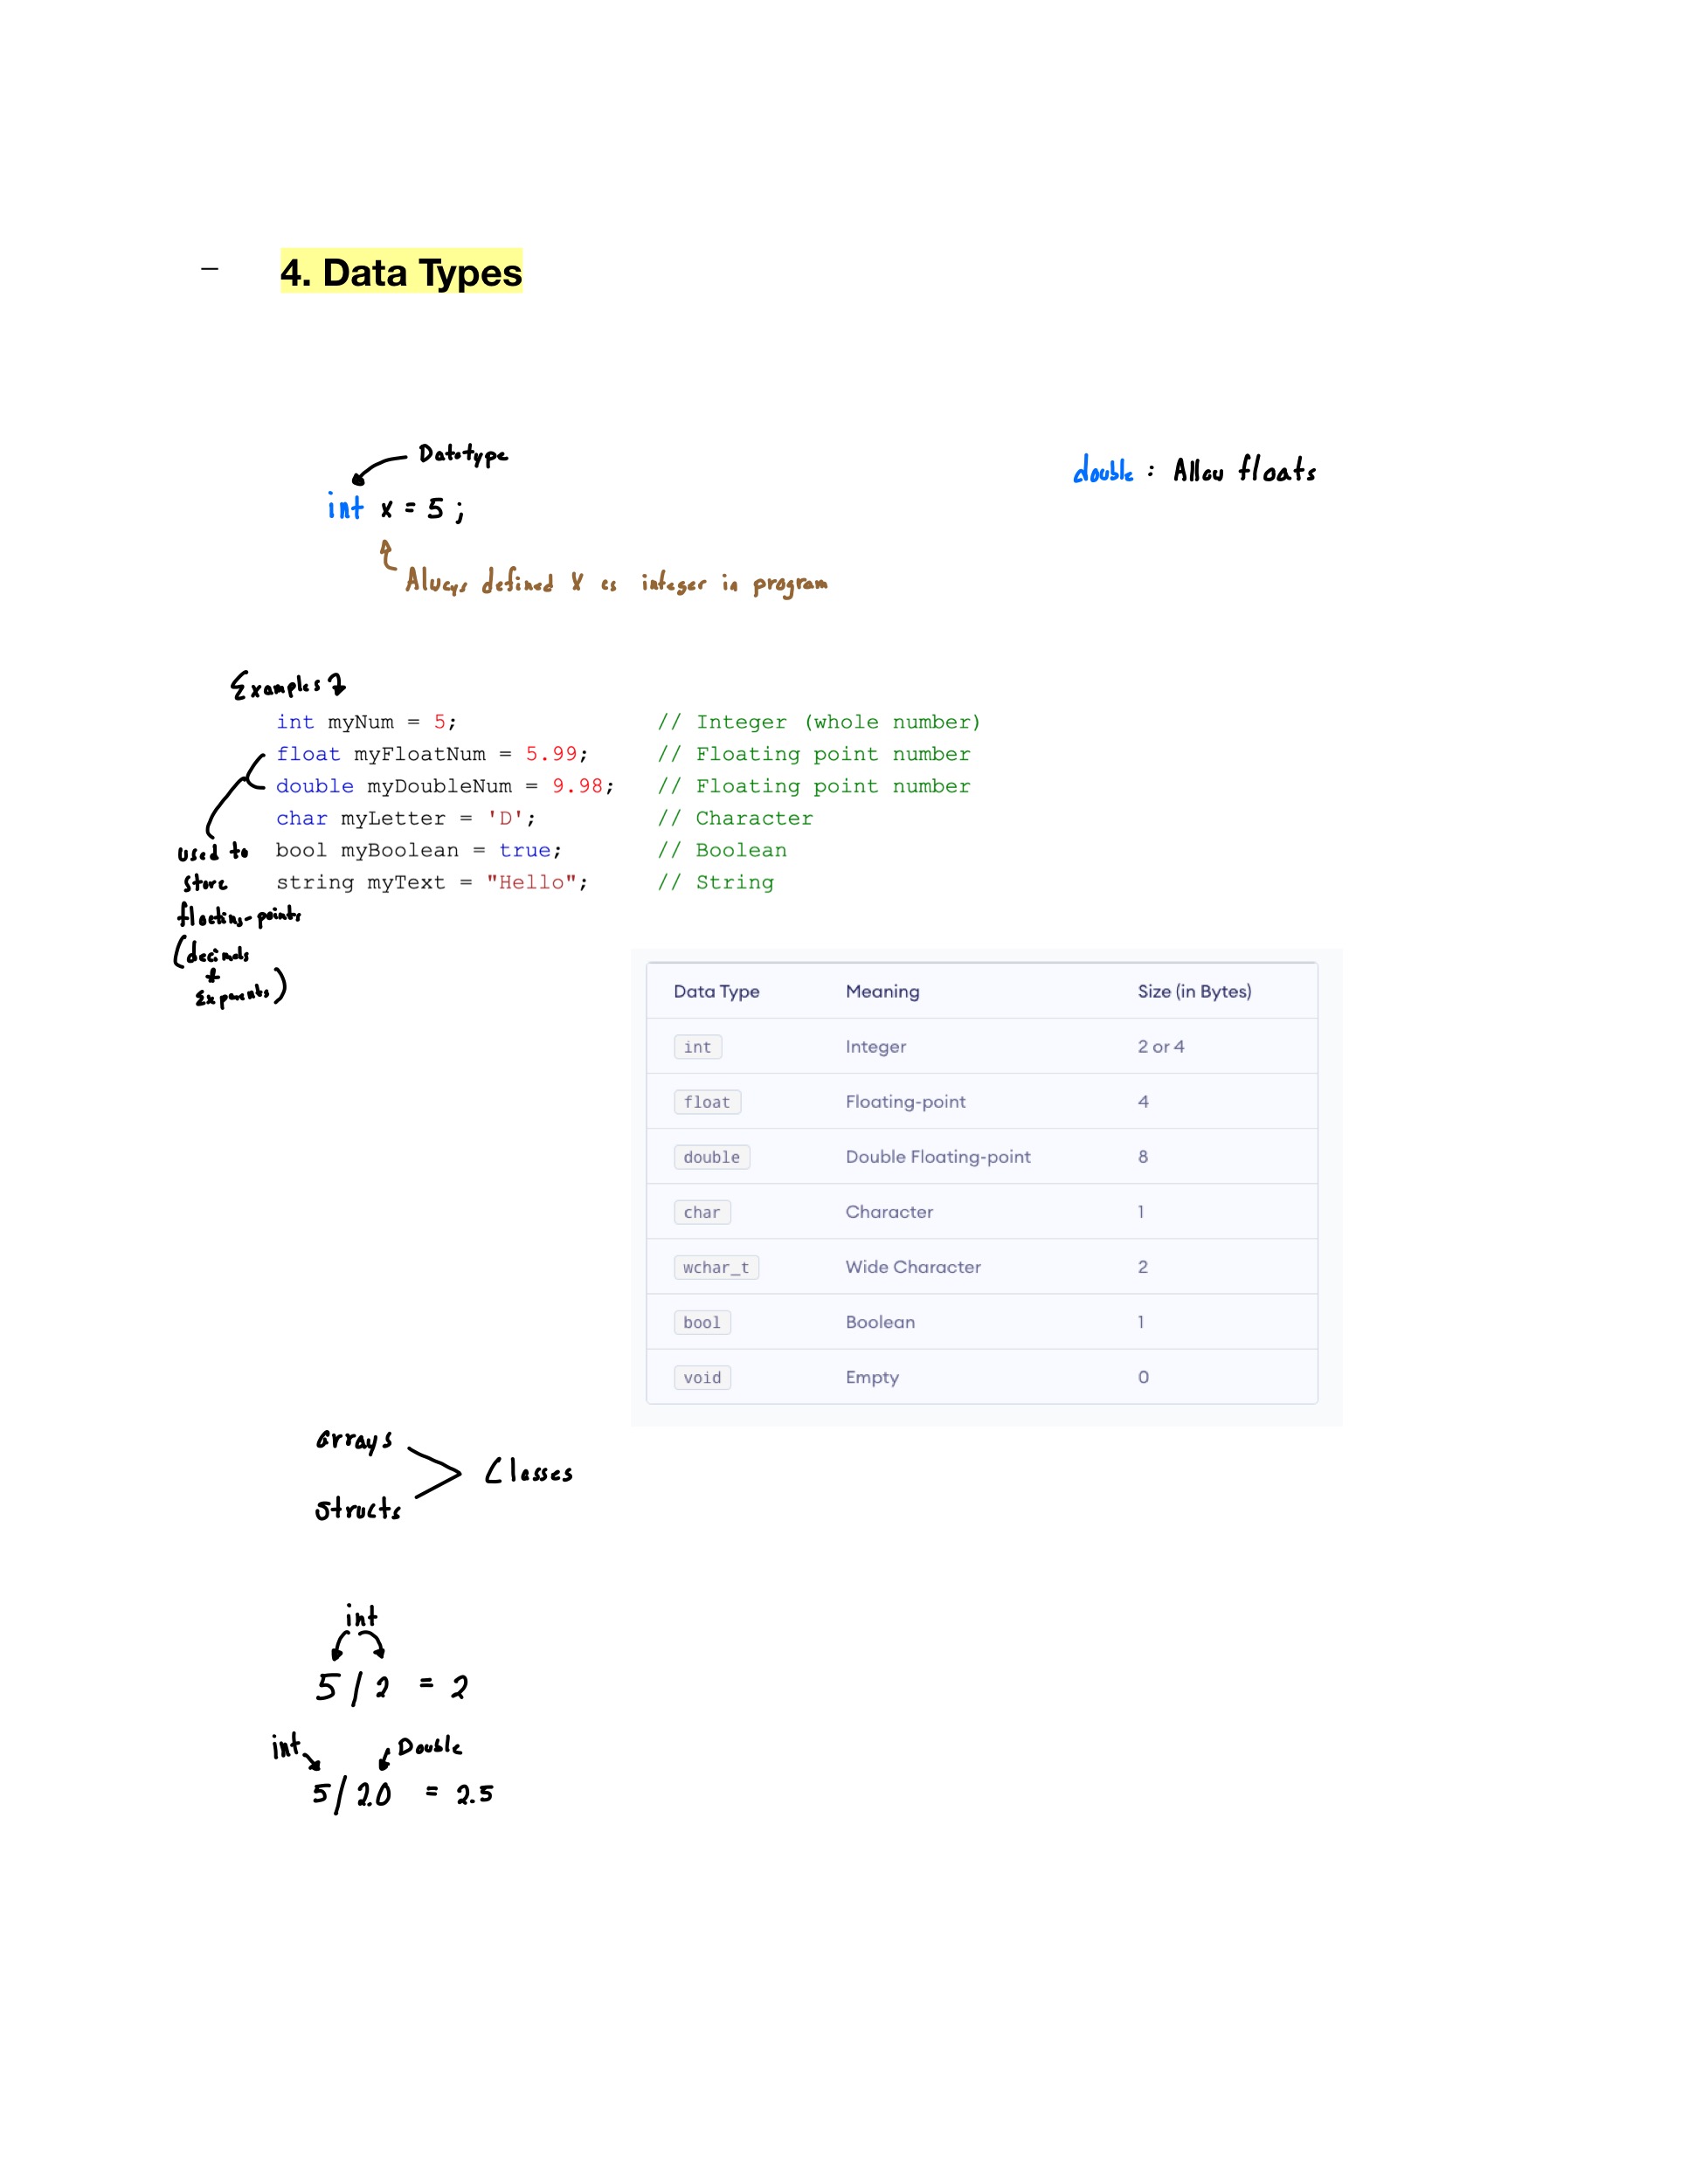 — 4. Data Types
Datatype
int x = 5 ;
double : Allow floats
Always defined X as integer in program
Examples
int myNum = 5; // Integer (whole number)
float myFloatNum = 5.99; // Floating point number
double myDoubleNum = 9.98; // Floating point number
char myLetter = 'D'; // Character
bool myBoolean = true; // Boolean
string myText = "Hello"; // String
used to
store
floating-points
(decimals
+
Exponents)
Data Type Meaning Size (in Bytes)
int Integer 2 or 4
float Floating-point 4
double Double Floating-point 8
char Character 1
wchar_t Wide Character 2
bool Boolean 1
void Empty 0
arrays
Classes
structs
int
5 / 2 = 2
int Double
5 / 2.0 = 2.5